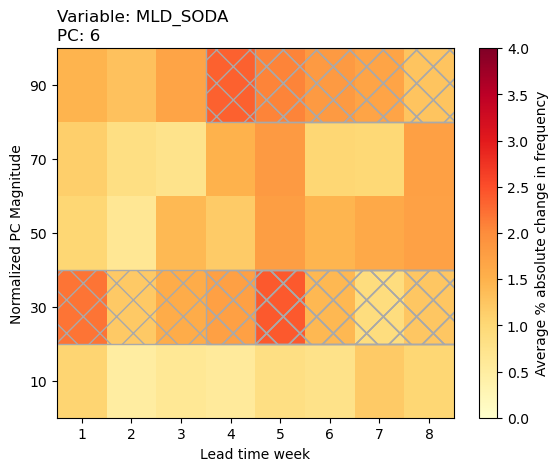 Variable: MLD_SODA
PC: 6
90
70
50
30
10
Normalized PC Magnitude
1 2 3 4 5 6 7 8
Lead time week
4.0
3.5
3.0
2.5
2.0
1.5
1.0
0.5
0.0
Average % absolute change in frequency